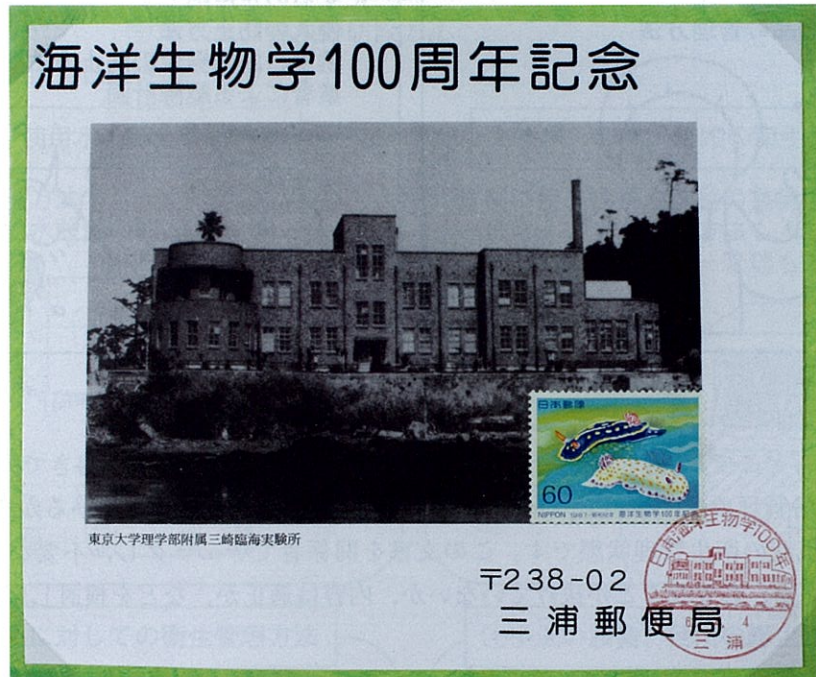 海洋生物学100周年記念
日本郵便
60
NIPPON
海洋生物学100年記念
東京大学理学部附属三崎臨海実験所
〒238-02
三浦郵便局
日本海洋生物学100年
4
三浦